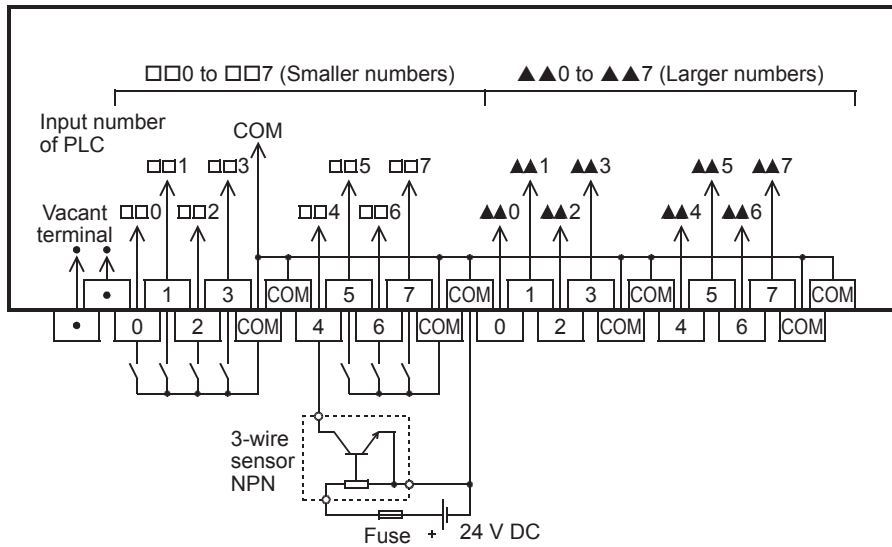 □□0 to □□7 (Smaller numbers) ▲▲0 to ▲▲7 (Larger numbers)
Input number
of PLC
COM
□□1 □□3 □□5 □□7 ▲▲1 ▲▲3 ▲▲5 ▲▲7
Vacant
terminal
□□0 □□2 □□4 □□6 ▲▲0 ▲▲2 ▲▲4 ▲▲6
• 1 3 COM 5 7 COM 1 3 COM 5 7 COM
• 0 2 COM 4 6 COM 0 2 COM 4 6 COM
3-wire
sensor
NPN
Fuse + 24 V DC